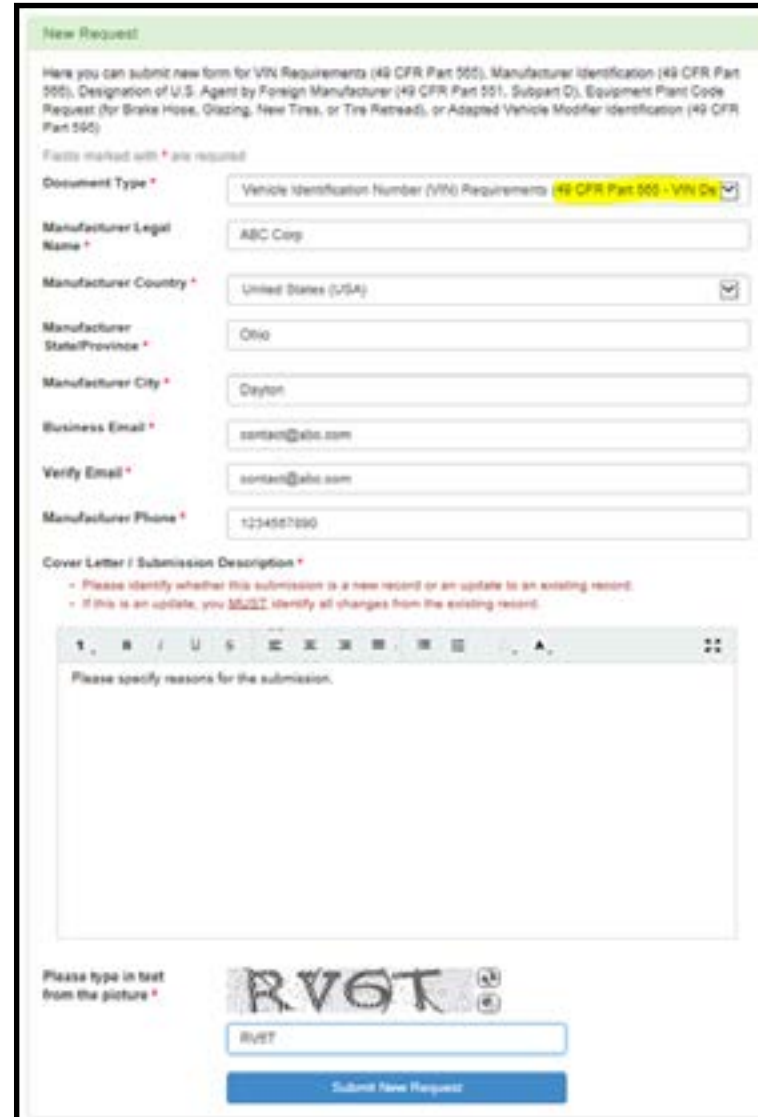 New Request
Here you can submit new form for VIN Requirements (49 CFR Part 565), Manufacturer Identification (49 CFR Part
566), Designation of U.S. Agent by Foreign Manufacturer (49 CFR Part 551, Subpart D), Equipment Plant Code
Request (for Brake Hose, Glazing, New Tires, or Tire Retread), or Adapted Vehicle Modifier Identification (49 CFR
Part 595)
Fields marked with * are required
Document Type *
Vehicle Identification Number (VIN) Requirements (49 CFR Part 565 - VIN De
Manufacturer Legal
Name *
ABC Corp
Manufacturer Country *
United States (USA)
Manufacturer
State/Province *
Ohio
Manufacturer City *
Dayton
Business Email *
contact@abc.com
Verify Email *
contact@abc.com
Manufacturer Phone *
1234567890
Cover Letter / Submission Description *
• Please identify whether this submission is a new record or an update to an existing record.
• If this is an update, you MUST identify all changes from the existing record.
B I U S A
Please specify reasons for the submission.
Please type in text
from the picture *
RV6T
RV6T
Submit New Request